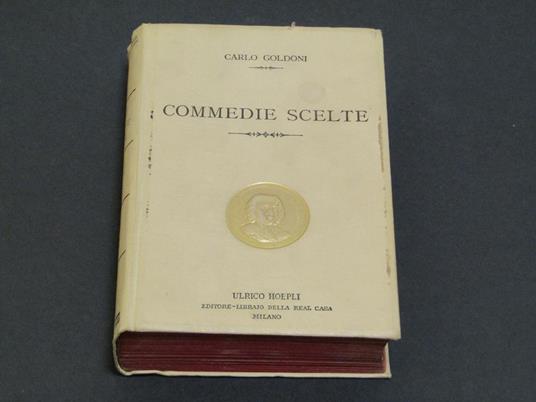 CARLO GOLDONI
COMMEDIE SCELTE
ULRICO HOEPLI
EDITORE-LIBRAIO DELLA REAL CASA
MILANO